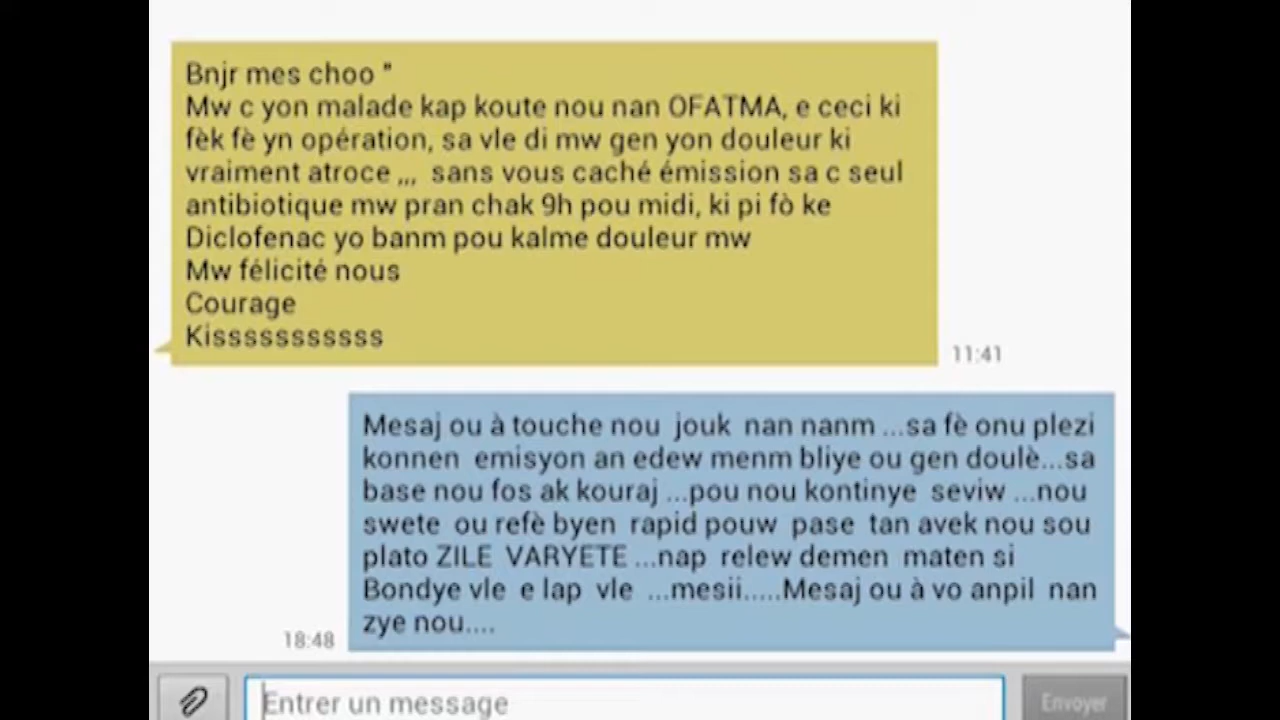 Bnjr mes choo "
Mw c yon malade kap koute nou nan OFATMA, e ceci ki
fèk fè yn opération, sa vle di mw gen yon douleur ki
vraiment atroce ,,, sans vous caché émission sa c seul
antibiotique mw pran chak 9h pou midi, ki pi fò ke
Diclofenac yo banm pou kalme douleur mw
Mw félicité nous
Courage
Kisssssssssss
11:41
Mesaj ou à touche nou jouk nan nanm ...sa fè onu plezi
konnen emisyon an edew menm bliye ou gen doulè...sa
base nou fos ak kouraj ...pou nou kontinye seviw ...nou
swete ou refè byen rapid pouw pase tan avek nou sou
plato ZILE VARYETE ...nap relew demen maten si
Bondye vle e lap vle ...mesii.....Mesaj ou à vo anpil nan
zye nou....
18:48
Entrer un message
Envoyer